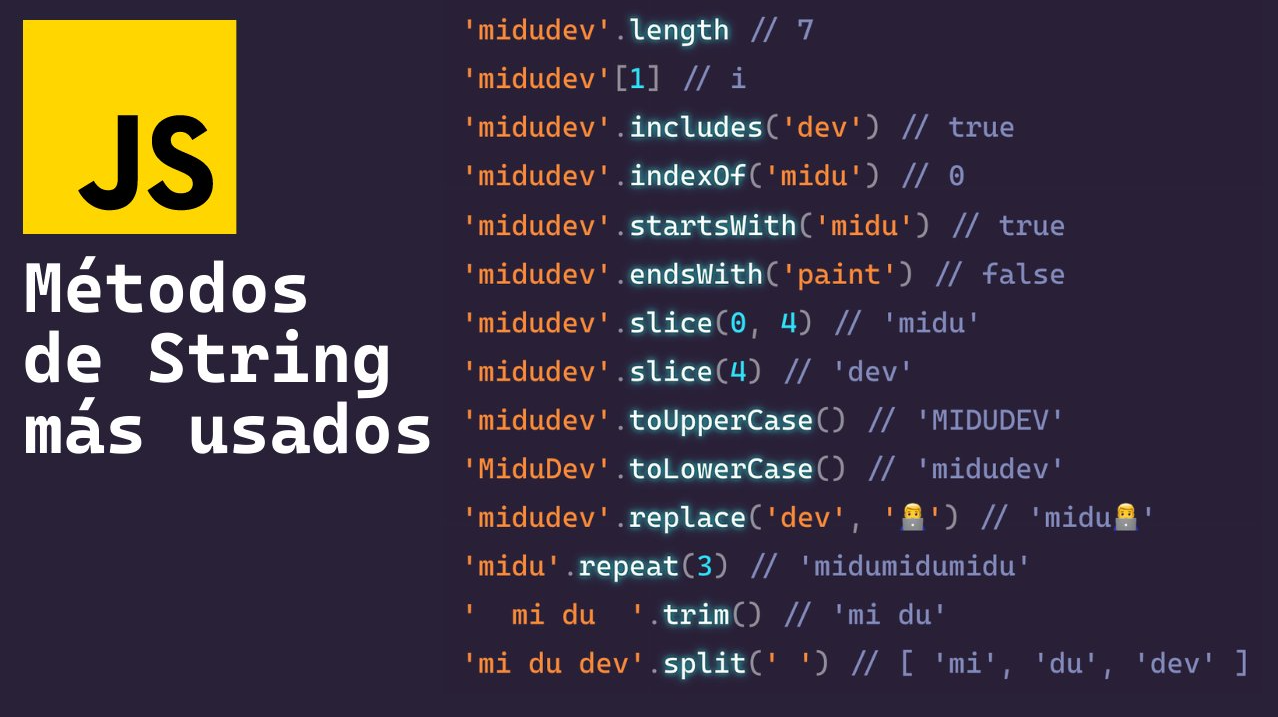 JS
Métodos
de String
más usados
'midudev'.length // 7
'midudev'[1] // i
'midudev'.includes('dev') // true
'midudev'.indexOf('midu') // 0
'midudev'.startsWith('midu') // true
'midudev'.endsWith('paint') // false
'midudev'.slice(0, 4) // 'midu'
'midudev'.slice(4) // 'dev'
'midudev'.toUpperCase() // 'MIDUDEV'
'MiduDev'.toLowerCase() // 'midudev'
'midudev'.replace('dev', '👨‍💻') // 'midu👨‍💻'
'midu'.repeat(3) // 'midumidumidu'
'  mi du  '.trim() // 'mi du'
'mi du dev'.split(' ') // [ 'mi', 'du', 'dev' ]